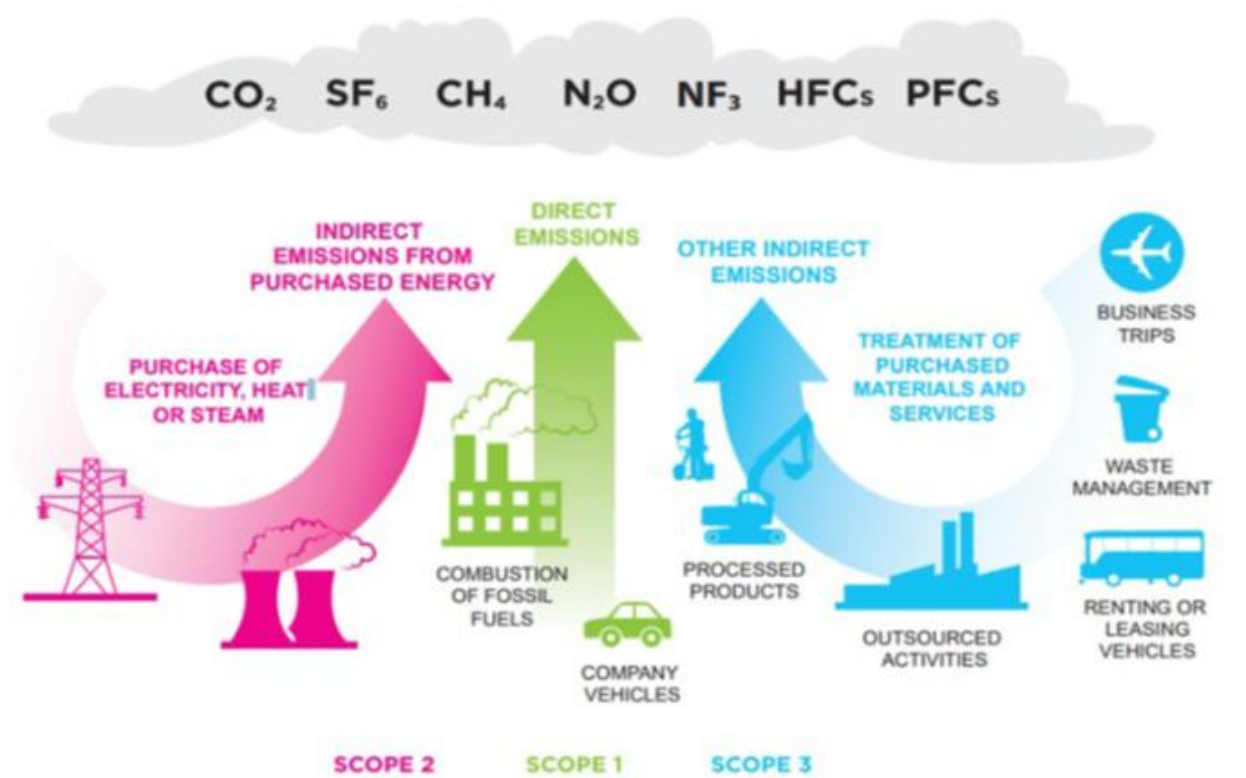 CO₂ SF₆ CH₄ N₂O NF₃ HFCs PFCs
INDIRECT
EMISSIONS FROM
PURCHASED ENERGY
DIRECT
EMISSIONS
OTHER INDIRECT
EMISSIONS
PURCHASE OF
ELECTRICITY, HEAT
OR STEAM
TREATMENT OF
PURCHASED
MATERIALS AND
SERVICES
BUSINESS
TRIPS
WASTE
MANAGEMENT
COMBUSTION
OF FOSSIL
FUELS
PROCESSED
PRODUCTS
RENTING OR
LEASING
VEHICLES
OUTSOURCED
ACTIVITIES
COMPANY
VEHICLES
SCOPE 2 SCOPE 1 SCOPE 3